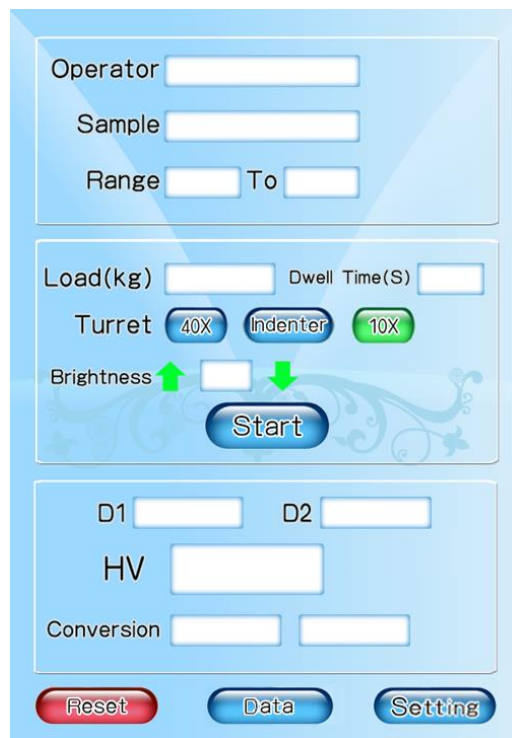 Operator
Sample
Range To
Load(kg) Dwell Time(S)
Turret 40X Indenter 10X
Brightness
Start
D1 D2
HV
Conversion
Reset Data Setting